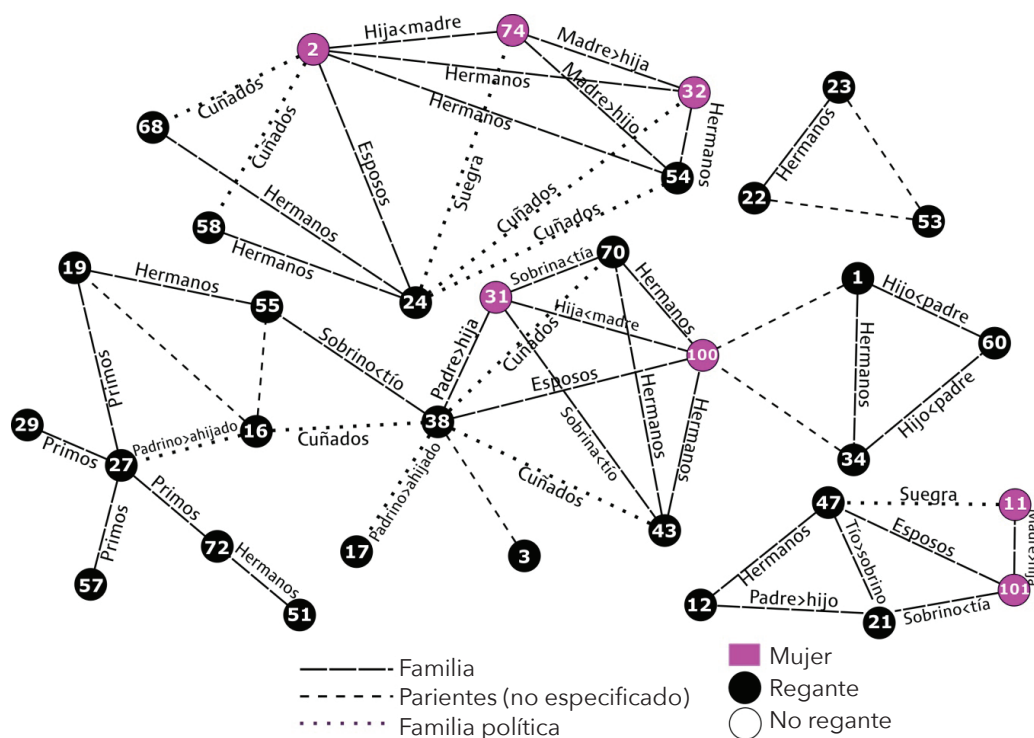 2
Hija<madre
74
Madre>hija
Hermanos
Madre>hijo
Hermanos
32
Hermanos
54
Cuñados
68
Cuñados
Esposos
Suegra
Cuñados
Cuñados
Hermanos
58
Hermanos
24
23
Hermanos
22
53
19
Hermanos
55
Primos
Sobrino<tío
16
Padrino>ahijado
Cuñados
29
Primos
27
Primos
57
Primos
72
Hermanos
51
70
Sobrina<tía
31
Hermanos
Hija<madre
Cuñados
Padre>hija
100
Esposos
Hermanos
Hermanos
Sobrina<tío
38
Cuñados
Padrino>ahijado
17
3
43
1
Hijo<padre
60
Hermanos
Hijo<padre
34
47
Suegra
11
Madre>hija
Esposos
Tío>sobrino
Hermanos
101
12
Padre>hijo
21
Sobrino<tía
Familia
Parientes (no especificado)
Familia política
Mujer
Regante
No regante